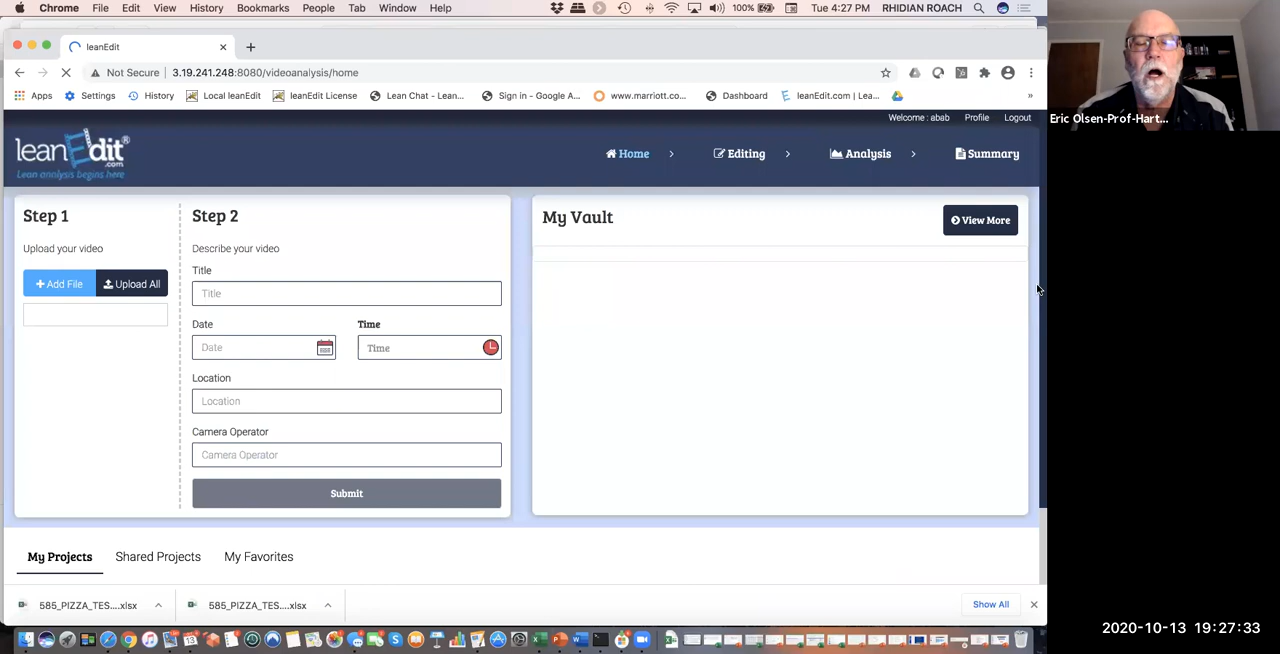 Chrome File Edit View History Bookmarks People Tab Window Help 100% Tue 4:27 PM RHIDIAN ROACH
leanEdit
Not Secure 3.19.241.248:8080/videoanalysis/home
Apps Settings History Local leanEdit leanEdit License Lean Chat - Lean... Sign in - Google A... www.marriott.co... Dashboard leanEdit.com | Lea... »
Welcome : abab Profile Logout
leanEdit® .com
Lean analysis begins here
Home Editing Analysis Summary
Step 1
Upload your video
+ Add File Upload All
Step 2
Describe your video
Title
Title
Date Time
Date Time
Location
Location
Camera Operator
Camera Operator
Submit
My Vault View More
My Projects Shared Projects My Favorites
585_PIZZA_TES....xlsx 585_PIZZA_TES....xlsx Show All
Eric Olsen-Prof-Hart...
2020-10-13 19:27:33